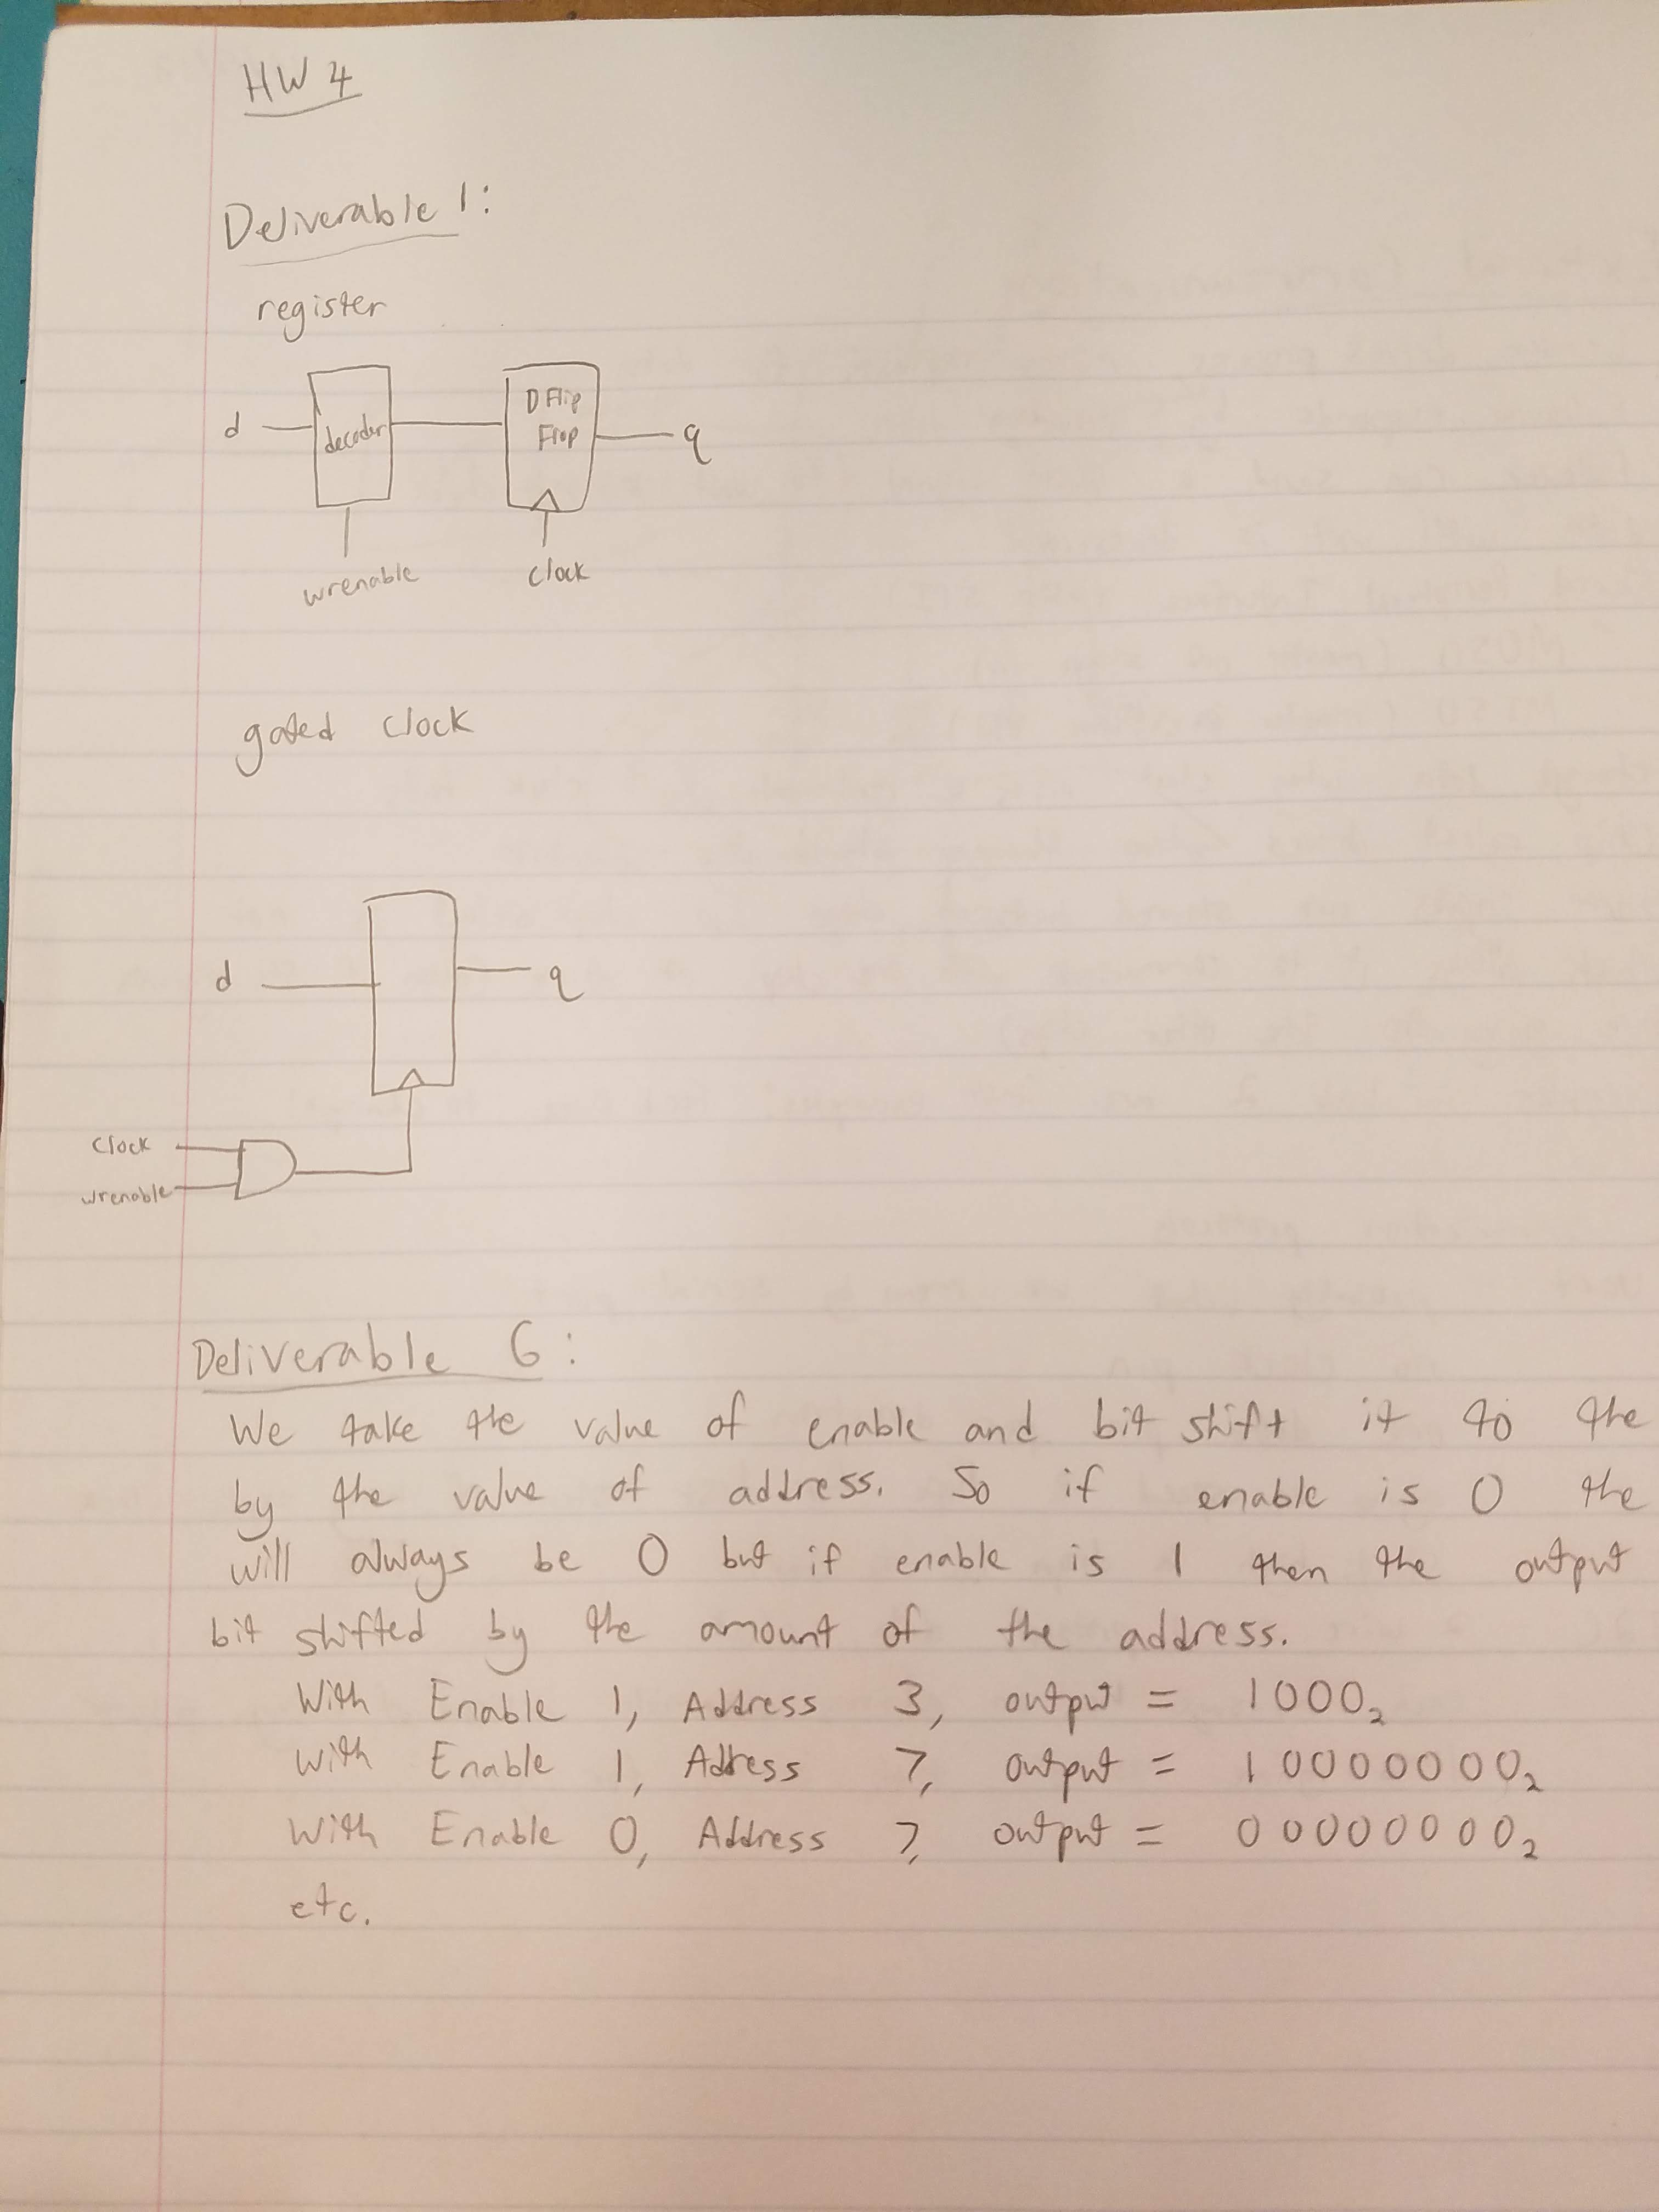 HW 4
Deliverable 1:
register
d
decoder
D Flip
Flop
q
wrenable
clock
gated clock
d
q
clock
wrenable
Deliverable 6:
We take the value of enable and bit shift it to the
by the value of address. So if enable is 0 the
will always be 0 but if enable is 1 then the output
bit shifted by the amount of the address.
With Enable 1, Address 3, output = 1000₂
with Enable 1, Address 7, output = 10000000₂
With Enable 0, Address 7, output = 00000000₂
etc.